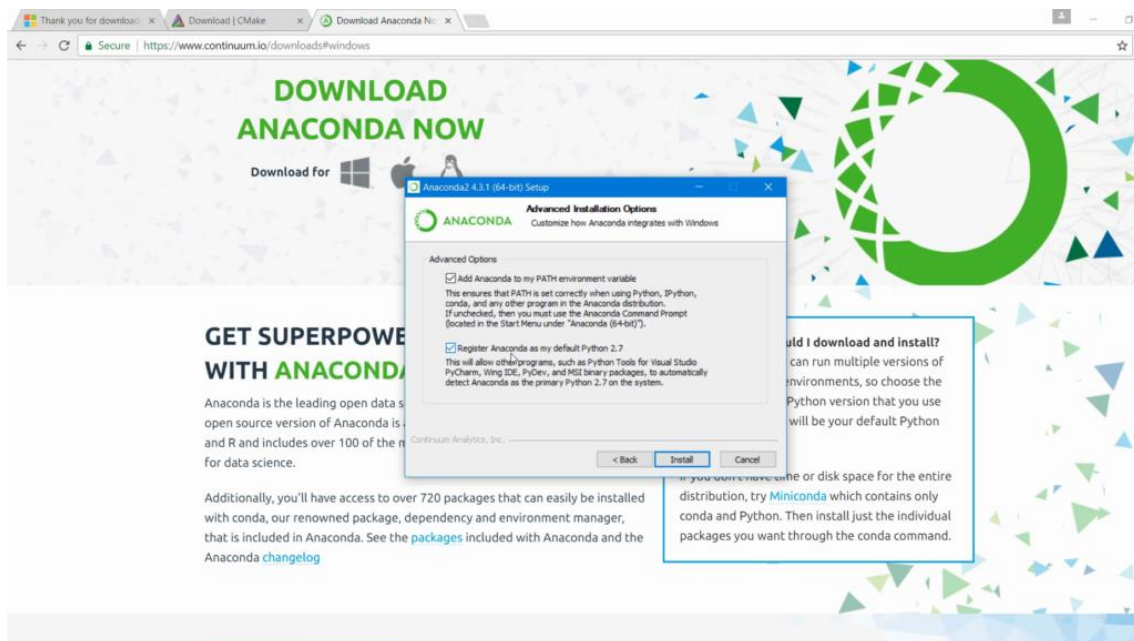 Thank you for download
Download | CMake
Download Anaconda No
Secure | https://www.continuum.io/downloads#windows
DOWNLOAD
ANACONDA NOW
Download for
Anaconda2 4.3.1 (64-bit) Setup
ANACONDA
Advanced Installation Options
Customize how Anaconda integrates with Windows
Advanced Options
Add Anaconda to my PATH environment variable
This ensures that PATH is set correctly when using Python, IPython,
conda, and any other program in the Anaconda distribution.
If unchecked, then you must use the Anaconda Command Prompt
(located in the Start Menu under "Anaconda (64-bit)").
Register Anaconda as my default Python 2.7
This will allow other programs, such as Python Tools for Visual Studio
PyCharm, Wing IDE, PyDev, and MSI binary packages, to automatically
detect Anaconda as the primary Python 2.7 on the system.
Continuum Analytics, Inc.
< Back
Install
Cancel
GET SUPERPOWE
WITH ANACONDA
Anaconda is the leading open data s
open source version of Anaconda is
and R and includes over 100 of the
for data science.
Additionally, you'll have access to over 720 packages that can easily be installed
with conda, our renowned package, dependency and environment manager,
that is included in Anaconda. See the packages included with Anaconda and the
Anaconda changelog
uld I download and install?
can run multiple versions of
environments, so choose the
Python version that you use
will be your default Python
If you don't have time or disk space for the entire
distribution, try Miniconda which contains only
conda and Python. Then install just the individual
packages you want through the conda command.